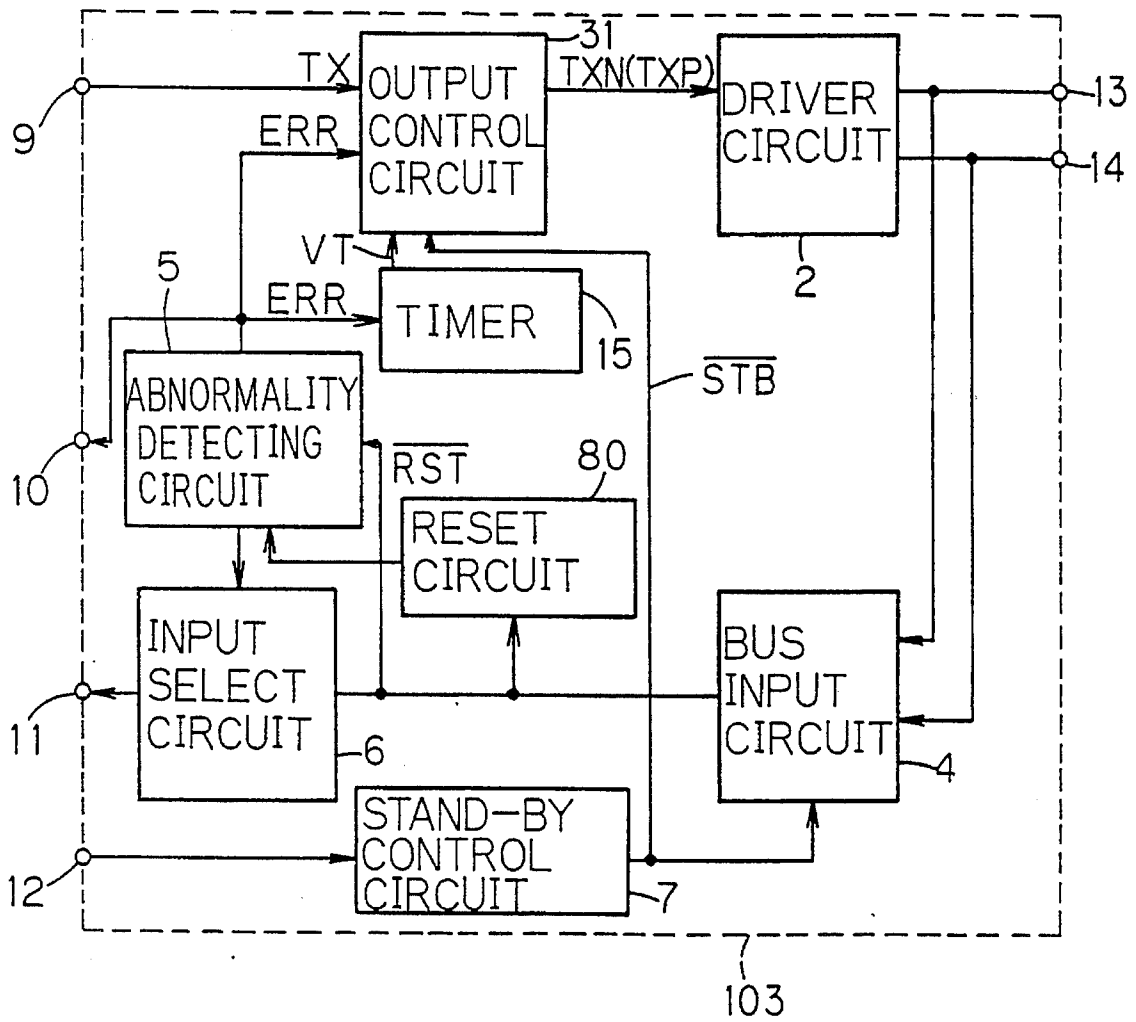 31
TX
OUTPUT
CONTROL
CIRCUIT
TXN(TXP)
DRIVER
CIRCUIT
13
9
ERR
14
VT
2
5
ERR
TIMER
15
S̅T̅B̅
ABNORMALITY
DETECTING
CIRCUIT
10
R̅S̅T̅
80
RESET
CIRCUIT
INPUT
SELECT
CIRCUIT
BUS
INPUT
CIRCUIT
11
6
4
STAND-BY
CONTROL
CIRCUIT
12
7
103